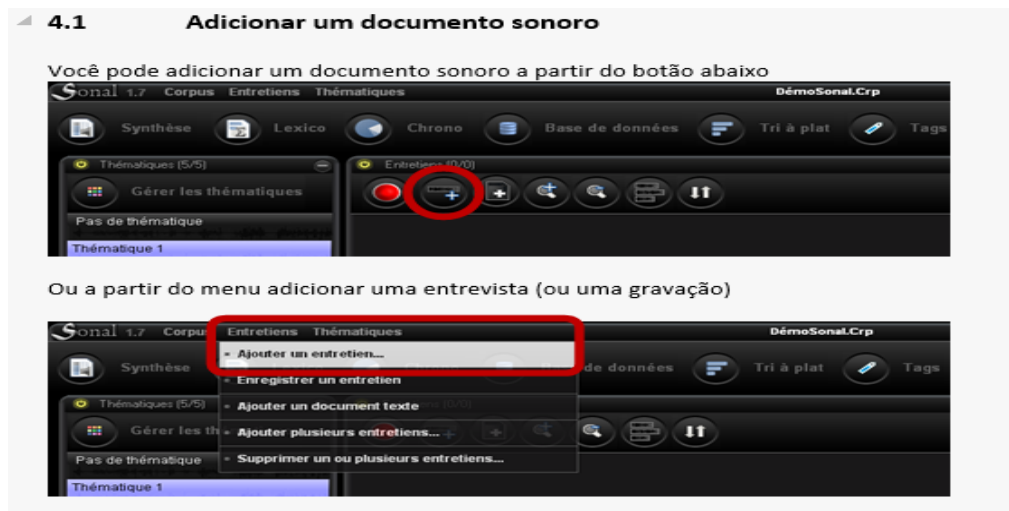 4.1 Adicionar um documento sonoro
Você pode adicionar um documento sonoro a partir do botão abaixo
Sonal 1.7 Corpus Entretiens Thématiques DémoSonal.Crp
Synthèse Lexico Chrono Base de données Tri à plat Tags
Thématiques (5/5) Entretiens (0/0)
Gérer les thématiques
Pas de thématique
Thématique 1
Ou a partir do menu adicionar uma entrevista (ou uma gravação)
Sonal 1.7 Corpus Entretiens Thématiques DémoSonal.Crp
- Ajouter un entretien...
Synthèse de données Tri à plat Tags
- Enregistrer un entretien
Thématiques (5/5) - Ajouter un document texte
Gérer les th - Ajouter plusieurs entretiens...
Pas de thématique - Supprimer un ou plusieurs entretiens...
Thématique 1